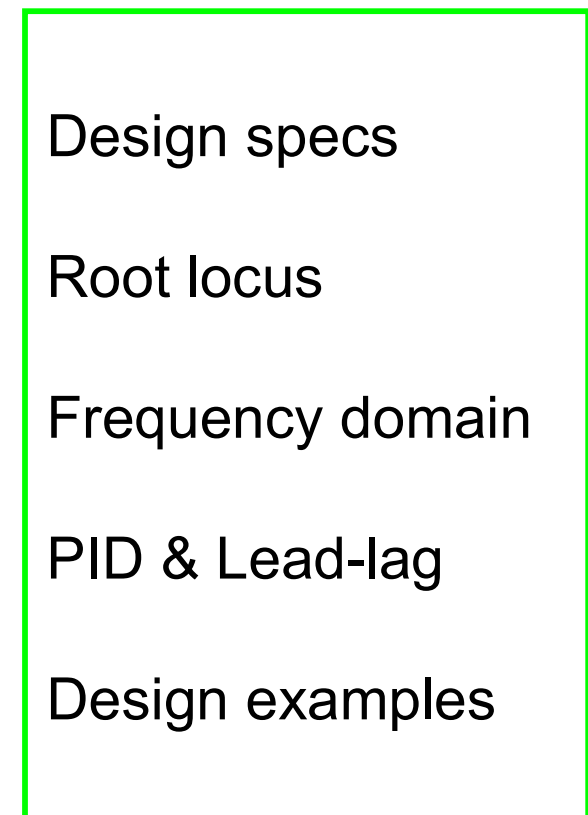 Design specs
Root locus
Frequency domain
PID & Lead-lag
Design examples